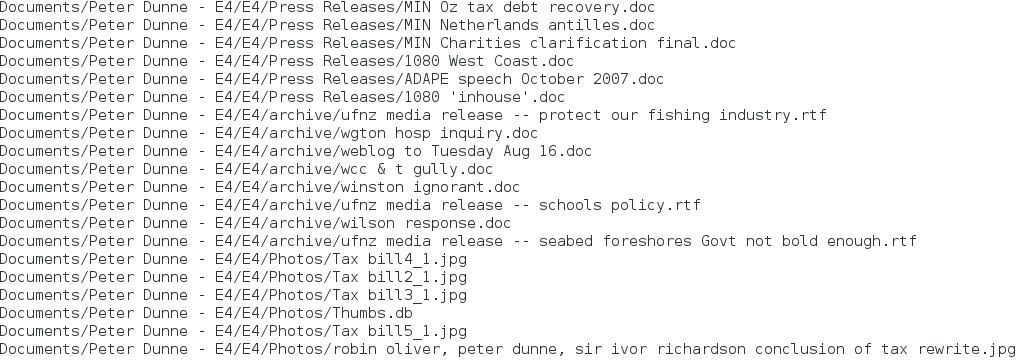 Documents/Peter Dunne - E4/E4/Press Releases/MIN Oz tax debt recovery.doc
Documents/Peter Dunne - E4/E4/Press Releases/MIN Netherlands antilles.doc
Documents/Peter Dunne - E4/E4/Press Releases/MIN Charities clarification final.doc
Documents/Peter Dunne - E4/E4/Press Releases/1080 West Coast.doc
Documents/Peter Dunne - E4/E4/Press Releases/ADAPE speech October 2007.doc
Documents/Peter Dunne - E4/E4/Press Releases/1080 'inhouse'.doc
Documents/Peter Dunne - E4/E4/archive/ufnz media release -- protect our fishing industry.rtf
Documents/Peter Dunne - E4/E4/archive/wgton hosp inquiry.doc
Documents/Peter Dunne - E4/E4/archive/weblog to Tuesday Aug 16.doc
Documents/Peter Dunne - E4/E4/archive/wcc & t gully.doc
Documents/Peter Dunne - E4/E4/archive/winston ignorant.doc
Documents/Peter Dunne - E4/E4/archive/ufnz media release -- schools policy.rtf
Documents/Peter Dunne - E4/E4/archive/wilson response.doc
Documents/Peter Dunne - E4/E4/archive/ufnz media release -- seabed foreshores Govt not bold enough.rtf
Documents/Peter Dunne - E4/E4/Photos/Tax bill4_1.jpg
Documents/Peter Dunne - E4/E4/Photos/Tax bill2_1.jpg
Documents/Peter Dunne - E4/E4/Photos/Tax bill3_1.jpg
Documents/Peter Dunne - E4/E4/Photos/Thumbs.db
Documents/Peter Dunne - E4/E4/Photos/Tax bill5_1.jpg
Documents/Peter Dunne - E4/E4/Photos/robin oliver, peter dunne, sir ivor richardson conclusion of tax rewrite.jpg